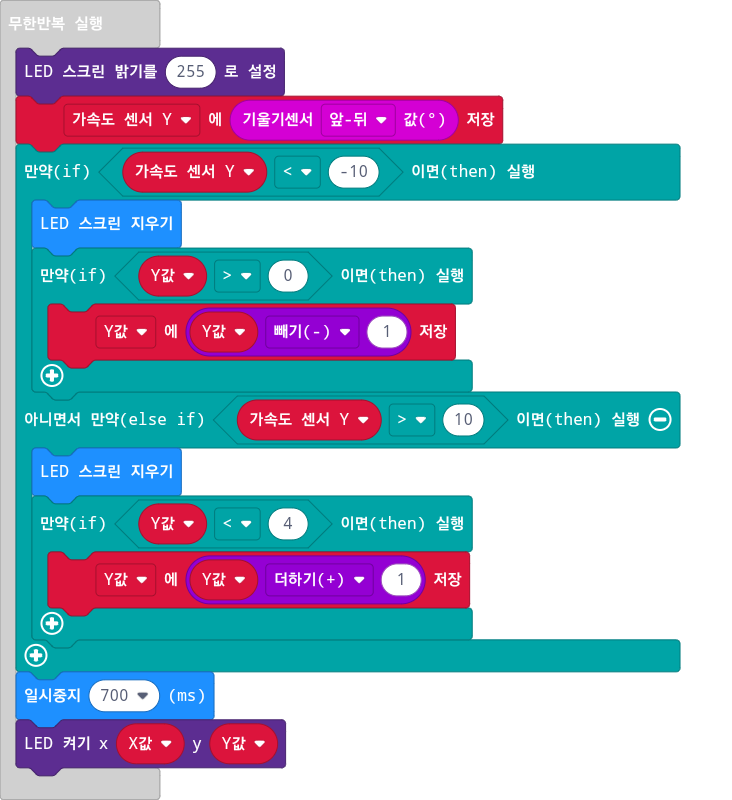 무한반복 실행
LED 스크린 밝기를 255 로 설정
가속도 센서 Y 에 기울기센서 앞-뒤 값(°) 저장
만약(if) 가속도 센서 Y < -10 이면(then) 실행
LED 스크린 지우기
만약(if) Y값 > 0 이면(then) 실행
Y값 에 Y값 빼기(-) 1 저장
아니면서 만약(else if) 가속도 센서 Y > 10 이면(then) 실행
LED 스크린 지우기
만약(if) Y값 < 4 이면(then) 실행
Y값 에 Y값 더하기(+) 1 저장
일시중지 700 (ms)
LED 켜기 x X값 y Y값